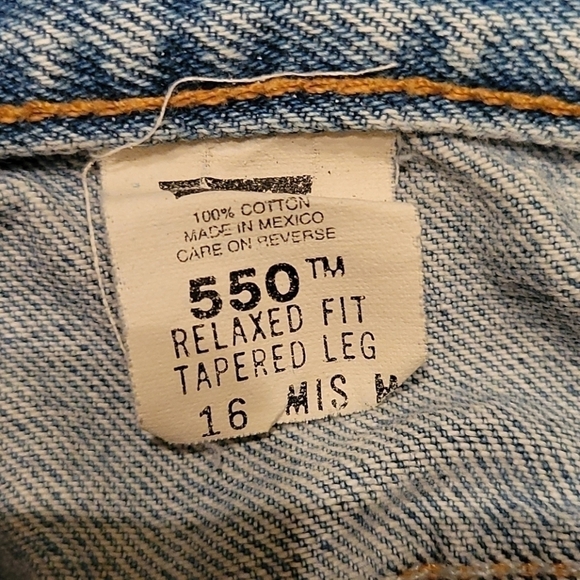 100% COTTON
MADE IN MEXICO
CARE ON REVERSE
550™
RELAXED FIT
TAPERED LEG
16 MIS M